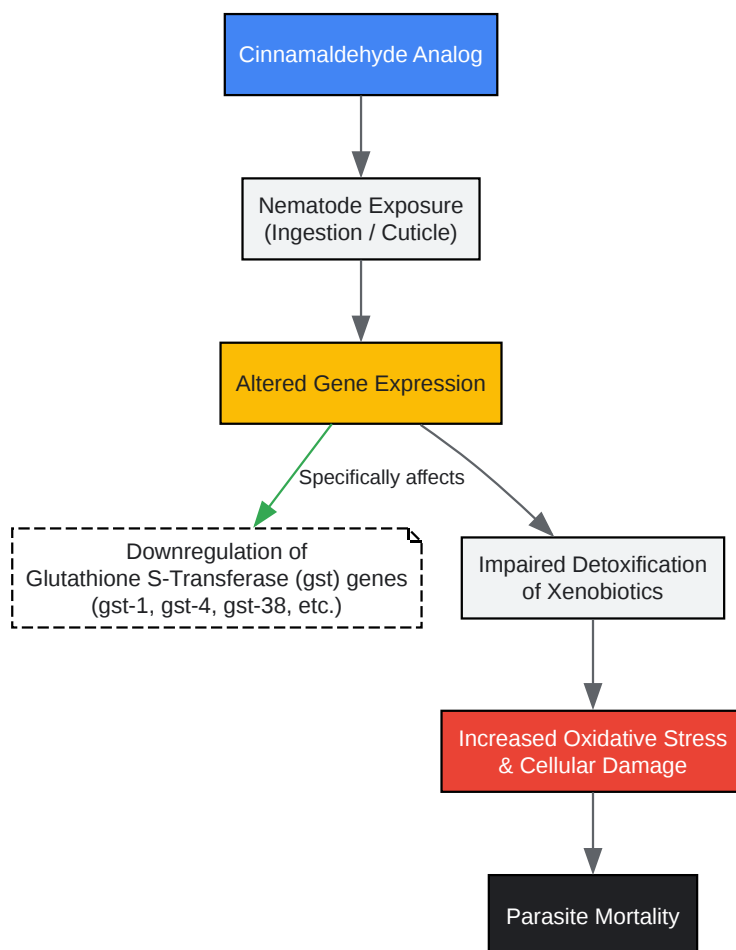 Cinnamaldehyde Analog
Nematode Exposure
(Ingestion / Cuticle)
Altered Gene Expression
Specifically affects
Downregulation of
Glutathione S-Transferase (gst) genes
(gst-1, gst-4, gst-38, etc.)
Impaired Detoxification
of Xenobiotics
Increased Oxidative Stress
& Cellular Damage
Parasite Mortality